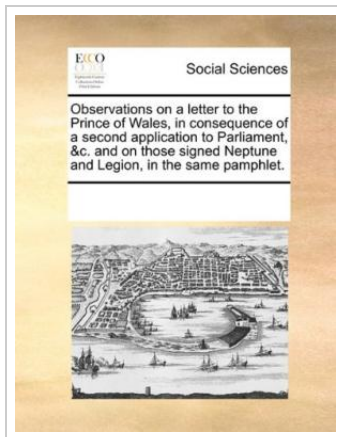 ECCO
Social Sciences
Observations on a letter to the
Prince of Wales, in consequence of
a second application to Parliament,
&c. and on those signed Neptune
and Legion, in the same pamphlet.